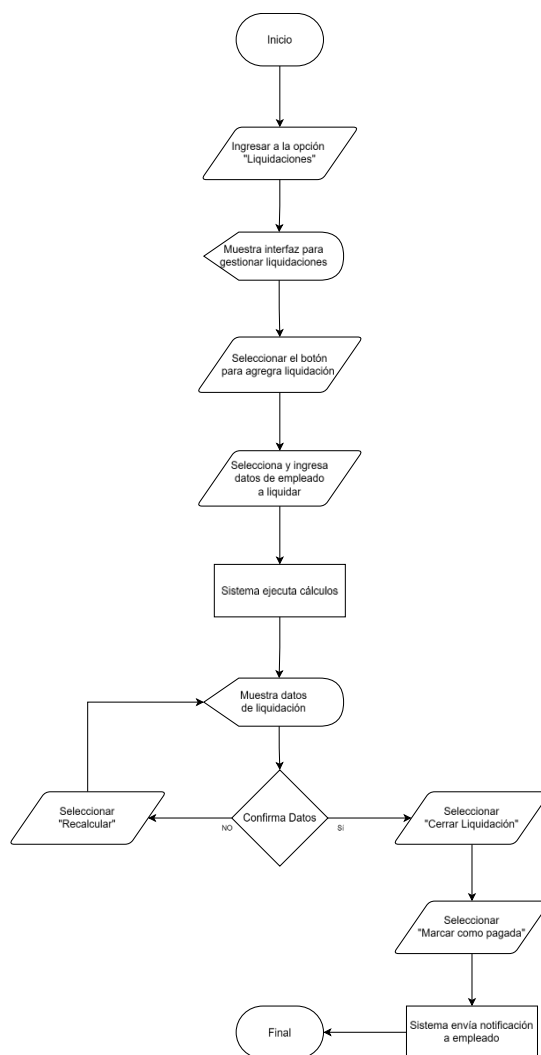 Inicio
Ingresar a la opción
"Liquidaciones"
Muestra interfaz para
gestionar liquidaciones
Seleccionar el botón
para agregra liquidación
Selecciona y ingresa
datos de empleado
a liquidar
Sistema ejecuta cálculos
Muestra datos
de liquidación
Confirma Datos
NO
Sí
Seleccionar
"Recalcular"
Seleccionar
"Cerrar Liquidación"
Seleccionar
"Marcar como pagada"
Sistema envía notificación
a empleado
Final